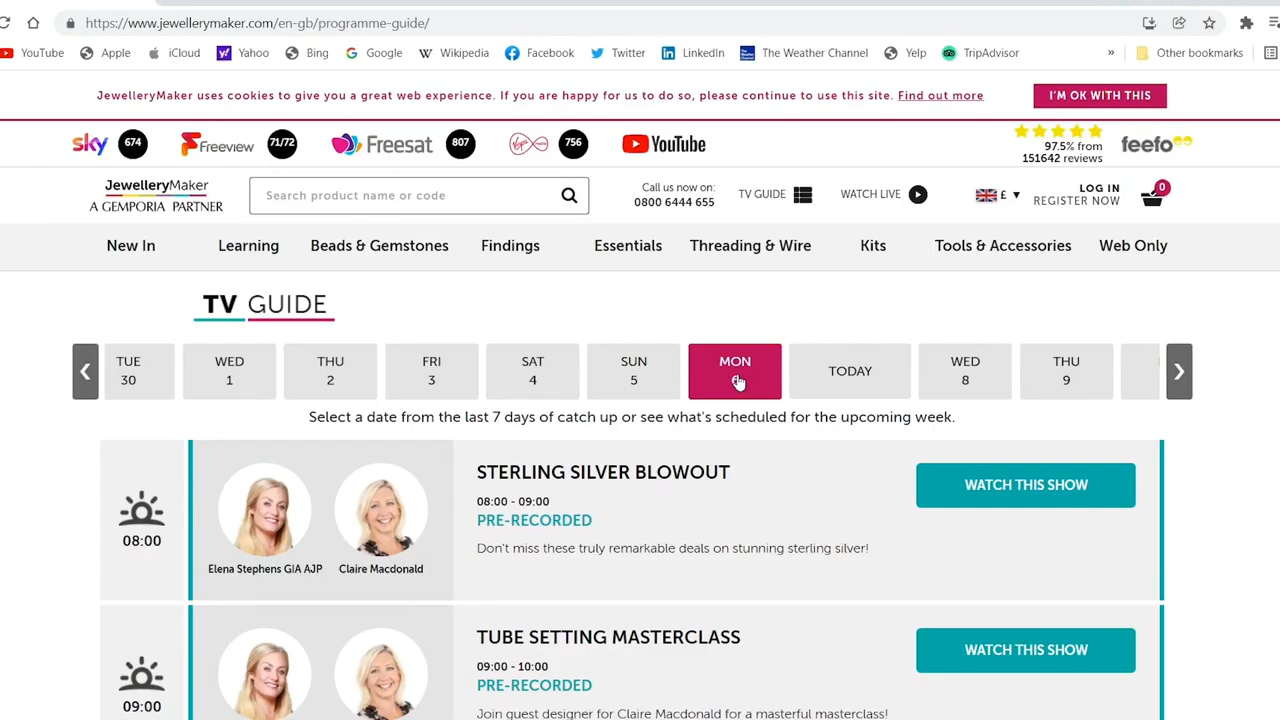 https://www.jewellerymaker.com/en-gb/programme-guide/
YouTube Apple iCloud Yahoo Bing Google Wikipedia Facebook Twitter LinkedIn The Weather Channel Yelp TripAdvisor » Other bookmarks
JewelleryMaker uses cookies to give you a great web experience. If you are happy for us to do so, please continue to use this site. Find out more
I'M OK WITH THIS
sky 674 Freeview 71/72 Freesat 807 756 YouTube
97.5% from
151642 reviews
feefo
JewelleryMaker
A GEMPORIA PARTNER
Search product name or code
Call us now on:
0800 6444 655
TV GUIDE
WATCH LIVE
£ ▼
LOG IN
REGISTER NOW
0
New In Learning Beads & Gemstones Findings Essentials Threading & Wire Kits Tools & Accessories Web Only
TV GUIDE
TUE
30
WED
1
THU
2
FRI
3
SAT
4
SUN
5
MON
TODAY
WED
8
THU
9
Select a date from the last 7 days of catch up or see what's scheduled for the upcoming week.
08:00
Elena Stephens GIA AJP
Claire Macdonald
STERLING SILVER BLOWOUT
08:00 - 09:00
PRE-RECORDED
Don't miss these truly remarkable deals on stunning sterling silver!
WATCH THIS SHOW
09:00
TUBE SETTING MASTERCLASS
09:00 - 10:00
PRE-RECORDED
Join guest designer for Claire Macdonald for a masterful masterclass!
WATCH THIS SHOW